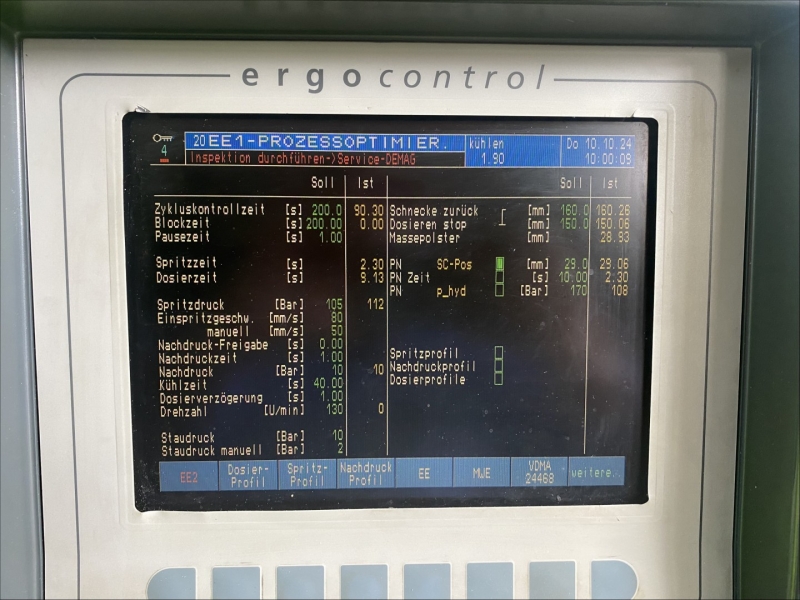 ergocontrol
4 20 EE1-PROZESSOPTIMIER. kühlen Do 10.10.24
Inspektion durchführen->Service-DEMAG 1.90 10:00:09
Soll Ist Soll Ist
Zykluskontrollzeit [s] 200.0 90.30 Schnecke zurück [mm] 160.0 160.26
Blockzeit [s] 200.00 0.00 Dosieren stop [mm] 150.0 150.06
Pausezeit [s] 1.00 Massepolster [mm] 28.93
Spritzzeit [s] 2.30 PN SC-Pos [mm] 29.0 29.06
Dosierzeit [s] 9.13 PN Zeit [s] 10.00 2.30
PN p_hyd [Bar] 170 108
Spritzdruck [Bar] 105 112
Einspritzgeschw. [mm/s] 80
manuell [mm/s] 50
Nachdruck-Freigabe [s] 0.00
Nachdruckzeit [s] 1.00 Spritzprofil
Nachdruck [Bar] 10 10 Nachdruckprofil
Kühlzeit [s] 40.00 Dosierprofile
Dosierverzögerung [s] 1.00
Drehzahl [U/min] 130 0
Staudruck [Bar] 10
Staudruck manuell [Bar] 2
EE2 Dosier- Spritz- Nachdruck EE MWE VDMA weitere.
Profil Profil Profil 24468